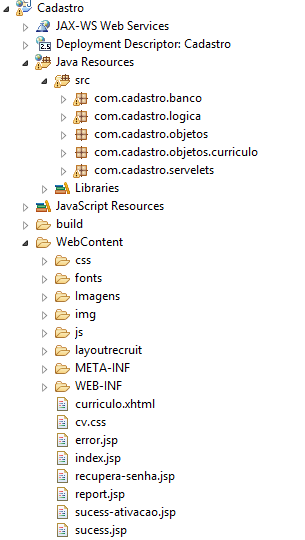 Cadastro
JAX-WS Web Services
2.5 Deployment Descriptor: Cadastro
Java Resources
src
com.cadastro.banco
com.cadastro.logica
com.cadastro.objetos
com.cadastro.objetos.curriculo
com.cadastro.servelets
Libraries
JavaScript Resources
build
WebContent
css
fonts
Imagens
img
js
layoutrecruit
META-INF
WEB-INF
curriculo.xhtml
cv.css
error.jsp
index.jsp
recupera-senha.jsp
report.jsp
sucess-ativacao.jsp
sucess.jsp